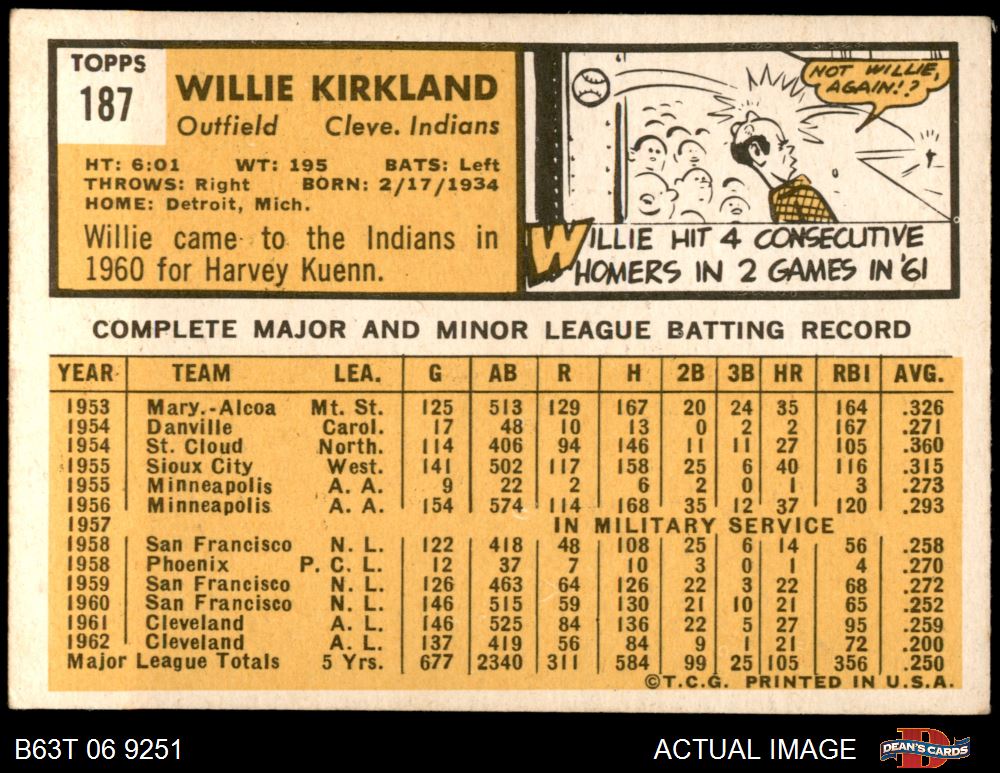 TOPPS
187
WILLIE KIRKLAND
Outfield Cleve. Indians
HT: 6:01 WT: 195 BATS: Left
THROWS: Right BORN: 2/17/1934
HOME: Detroit, Mich.
Willie came to the Indians in
1960 for Harvey Kuenn.
NOT WILLIE,
AGAIN!?
WILLIE HIT 4 CONSECUTIVE
HOMERS IN 2 GAMES IN '61
COMPLETE MAJOR AND MINOR LEAGUE BATTING RECORD
YEAR TEAM LEA. G AB R H 2B 3B HR RBI AVG.
1953 Mary.-Alcoa Mt. St. 125 513 129 167 20 24 35 164 .326
1954 Danville Carol. 17 48 10 13 0 2 2 167 .271
1954 St. Cloud North. 114 406 94 146 11 11 27 105 .360
1955 Sioux City West. 141 502 117 158 25 6 40 116 .315
1955 Minneapolis A. A. 9 22 2 6 2 0 1 3 .273
1956 Minneapolis A. A. 154 574 114 168 35 12 37 120 .293
1957 IN MILITARY SERVICE
1958 San Francisco N. L. 122 418 48 108 25 6 14 56 .258
1958 Phoenix P. C. L. 12 37 7 10 3 0 1 4 .270
1959 San Francisco N. L. 126 463 64 126 22 3 22 68 .272
1960 San Francisco N. L. 146 515 59 130 21 10 21 65 .252
1961 Cleveland A. L. 146 525 84 136 22 5 27 95 .259
1962 Cleveland A. L. 137 419 56 84 9 1 21 72 .200
Major League Totals 5 Yrs. 677 2340 311 584 99 25 105 356 .250
©T.C.G. PRINTED IN U.S.A.
B63T 06 9251 ACTUAL IMAGE DEAN'S CARDS